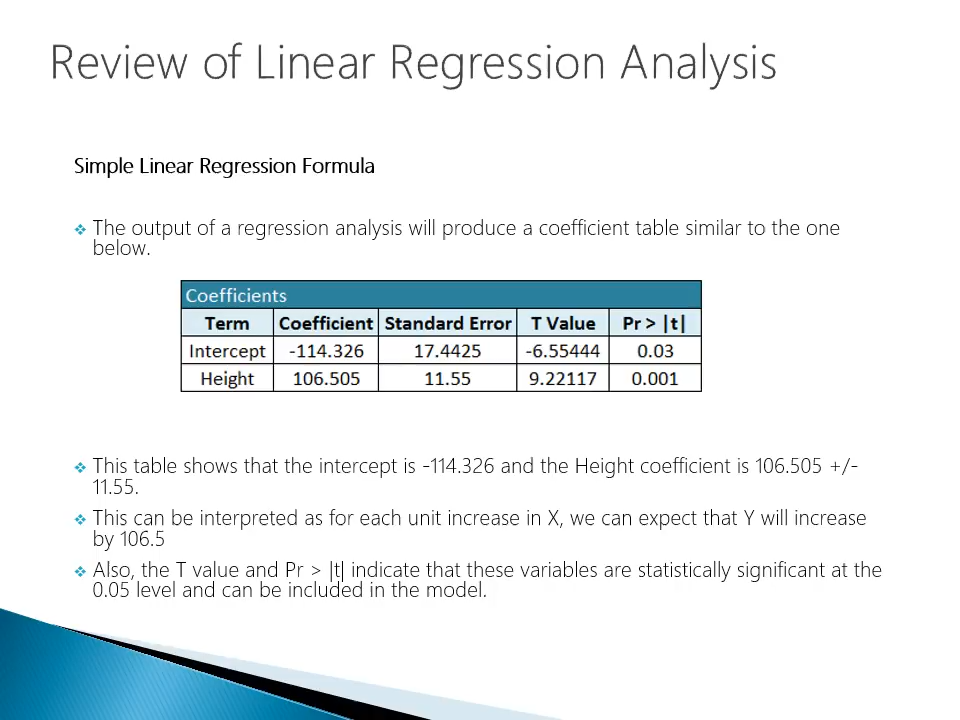 Review of Linear Regression Analysis
Simple Linear Regression Formula
The output of a regression analysis will produce a coefficient table similar to the one
below.
Coefficients
Term Coefficient Standard Error T Value Pr > |t|
Intercept -114.326 17.4425 -6.55444 0.03
Height 106.505 11.55 9.22117 0.001
This table shows that the intercept is -114.326 and the Height coefficient is 106.505 +/-
11.55.
This can be interpreted as for each unit increase in X, we can expect that Y will increase
by 106.5
Also, the T value and Pr > |t| indicate that these variables are statistically significant at the
0.05 level and can be included in the model.